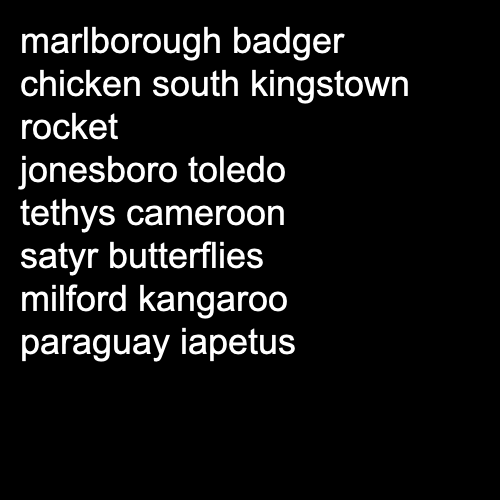 marlborough badger
chicken south kingstown
rocket
jonesboro toledo
tethys cameroon
satyr butterflies
milford kangaroo
paraguay iapetus